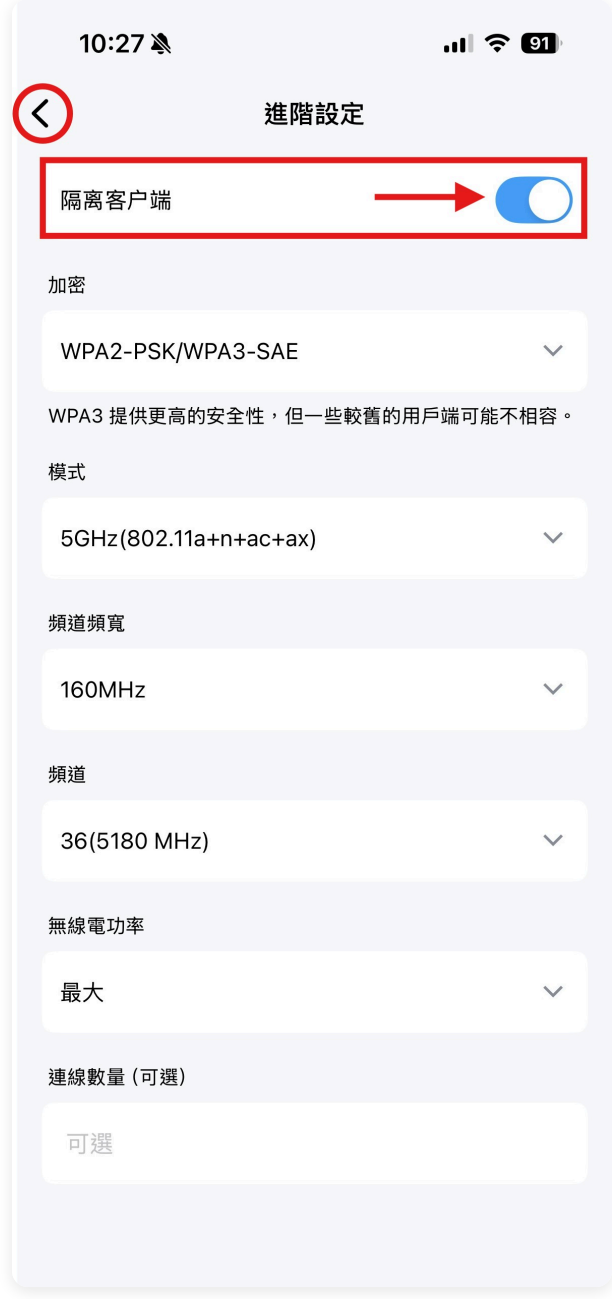 10:27
91
進階設定
隔离客户端
加密
WPA2-PSK/WPA3-SAE
WPA3 提供更高的安全性，但一些較舊的用戶端可能不相容。
模式
5GHz(802.11a+n+ac+ax)
頻道頻寬
160MHz
頻道
36(5180 MHz)
無線電功率
最大
連線數量 (可選)
可選